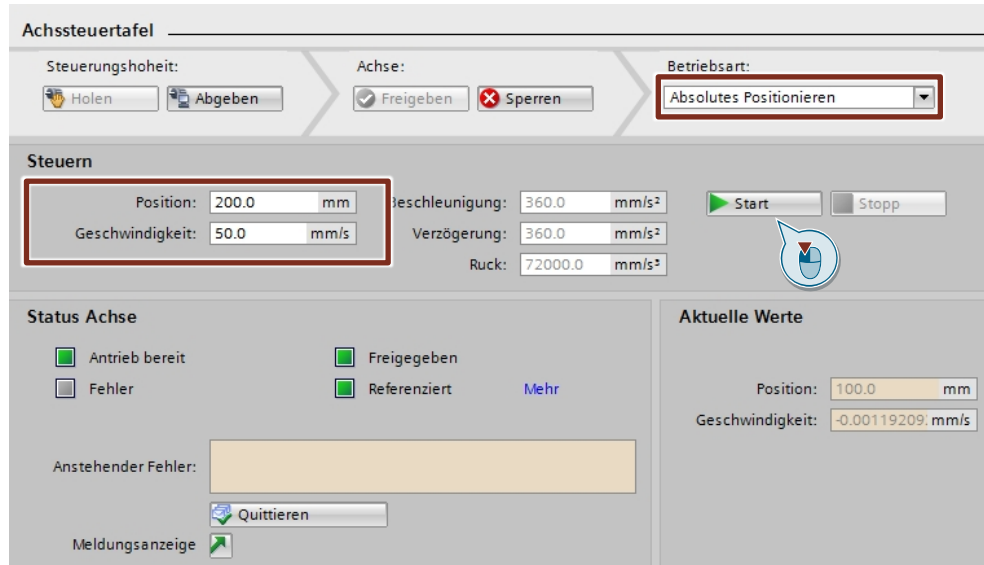 Achssteuertafel
Steuerungshoheit:
Holen
Abgeben
Achse:
Freigeben
Sperren
Betriebsart:
Absolutes Positionieren
Steuern
Position: 200.0 mm
Geschwindigkeit: 50.0 mm/s
Beschleunigung: 360.0 mm/s²
Verzögerung: 360.0 mm/s²
Ruck: 72000.0 mm/s³
Start
Stopp
Status Achse
Antrieb bereit
Freigegeben
Fehler
Referenziert
Mehr
Anstehender Fehler:
Quittieren
Meldungsanzeige
Aktuelle Werte
Position: 100.0 mm
Geschwindigkeit: -0.00119209 mm/s